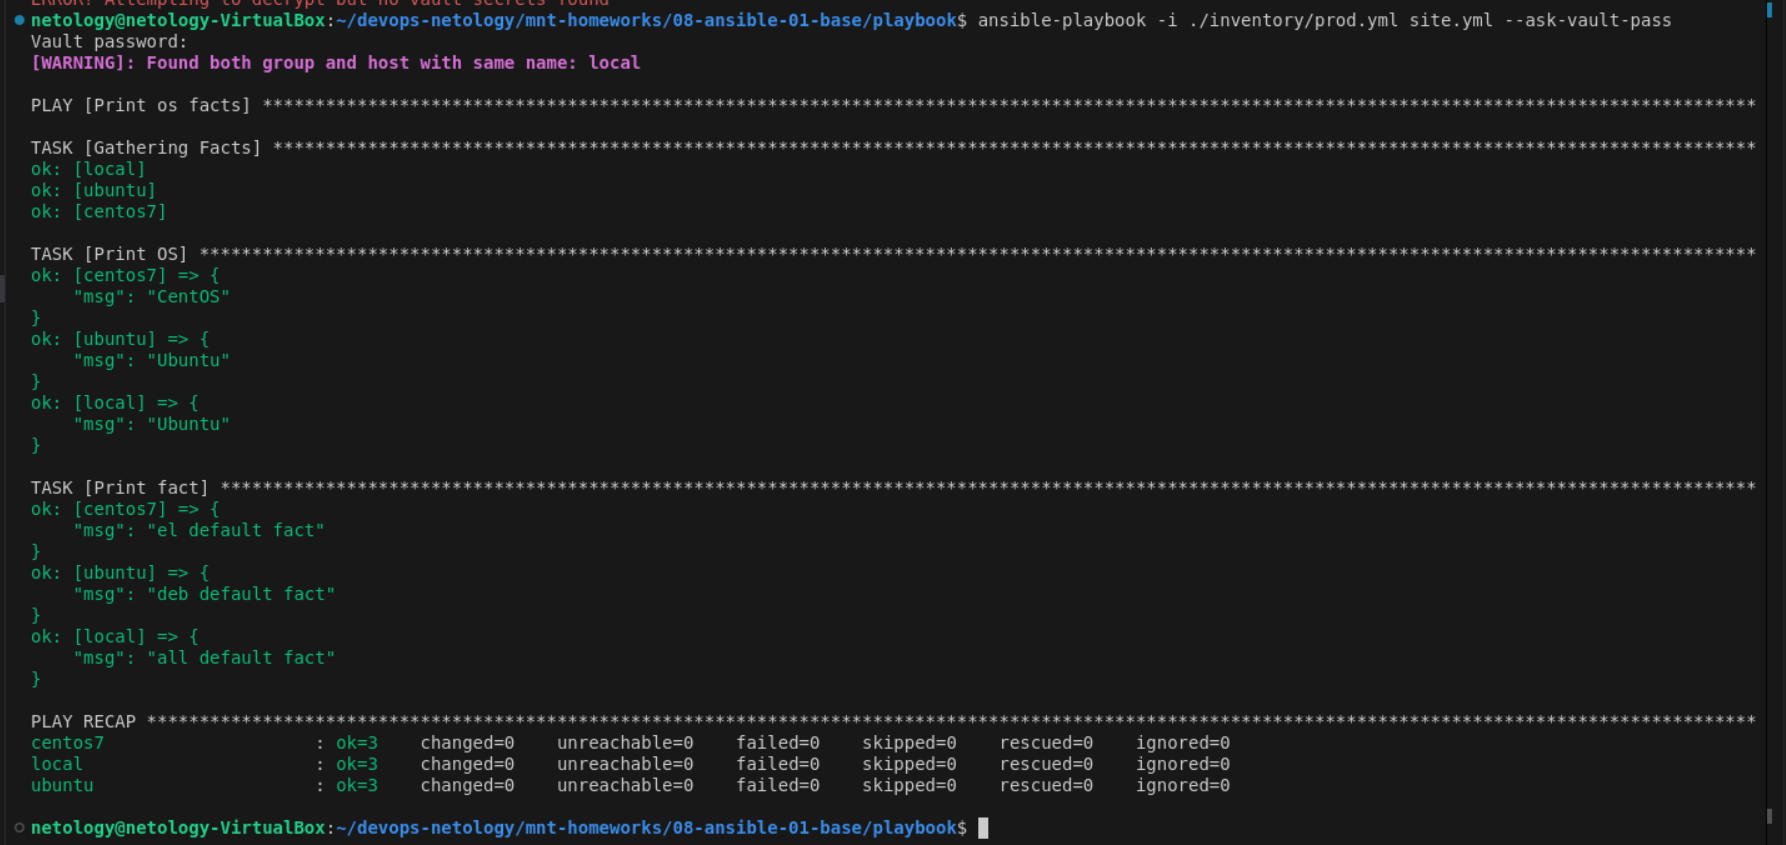 ERROR! Attempting to decrypt but no vault secrets found
netology@netology-VirtualBox:~/devops-netology/mnt-homeworks/08-ansible-01-base/playbook$ ansible-playbook -i ./inventory/prod.yml site.yml --ask-vault-pass
Vault password:
[WARNING]: Found both group and host with same name: local
PLAY [Print os facts] **********************************************************************************************************************************************
TASK [Gathering Facts] *********************************************************************************************************************************************
ok: [local]
ok: [ubuntu]
ok: [centos7]
TASK [Print OS] ****************************************************************************************************************************************************
ok: [centos7] => {
    "msg": "CentOS"
}
ok: [ubuntu] => {
    "msg": "Ubuntu"
}
ok: [local] => {
    "msg": "Ubuntu"
}
TASK [Print fact] **************************************************************************************************************************************************
ok: [centos7] => {
    "msg": "el default fact"
}
ok: [ubuntu] => {
    "msg": "deb default fact"
}
ok: [local] => {
    "msg": "all default fact"
}
PLAY RECAP *********************************************************************************************************************************************************
centos7                    : ok=3    changed=0    unreachable=0    failed=0    skipped=0    rescued=0    ignored=0
local                      : ok=3    changed=0    unreachable=0    failed=0    skipped=0    rescued=0    ignored=0
ubuntu                     : ok=3    changed=0    unreachable=0    failed=0    skipped=0    rescued=0    ignored=0
netology@netology-VirtualBox:~/devops-netology/mnt-homeworks/08-ansible-01-base/playbook$